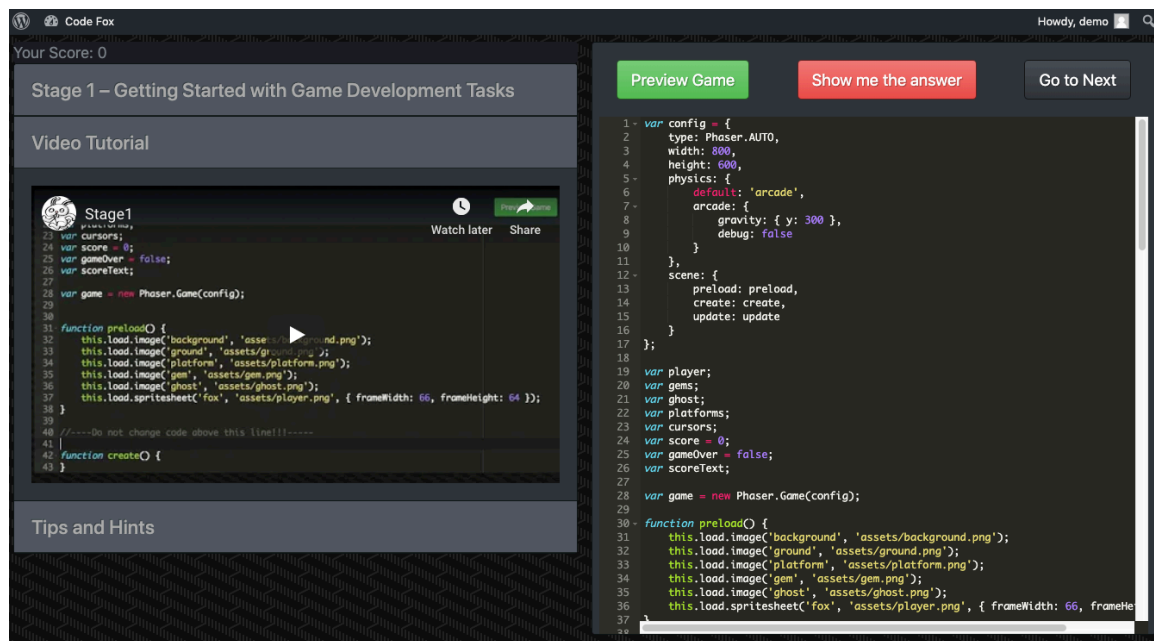 Code Fox
Howdy, demo
Your Score: 0
Stage 1 – Getting Started with Game Development Tasks
Video Tutorial
Stage1
Watch later
Share
23 var cursors;
24 var score = 0;
25 var gameOver = false;
26 var scoreText;
27
28 var game = new Phaser.Game(config);
29
30
31 function preload() {
32 this.load.image('background', 'assets/background.png');
33 this.load.image('ground', 'assets/ground.png');
34 this.load.image('platform', 'assets/platform.png');
35 this.load.image('gem', 'assets/gem.png');
36 this.load.image('ghost', 'assets/ghost.png');
37 this.load.spritesheet('fox', 'assets/player.png', { frameWidth: 66, frameHeight: 64 });
38 }
39
40 //----Do not change code above this line!!!-----
41
42 function create() {
43 }
Tips and Hints
Preview Game
Show me the answer
Go to Next
1 var config = {
2 type: Phaser.AUTO,
3 width: 800,
4 height: 600,
5 physics: {
6 default: 'arcade',
7 arcade: {
8 gravity: { y: 300 },
9 debug: false
10 }
11 },
12 scene: {
13 preload: preload,
14 create: create,
15 update: update
16 }
17 };
18
19 var player;
20 var gems;
21 var ghost;
22 var platforms;
23 var cursors;
24 var score = 0;
25 var gameOver = false;
26 var scoreText;
27
28 var game = new Phaser.Game(config);
29
30 function preload() {
31 this.load.image('background', 'assets/background.png');
32 this.load.image('ground', 'assets/ground.png');
33 this.load.image('platform', 'assets/platform.png');
34 this.load.image('gem', 'assets/gem.png');
35 this.load.image('ghost', 'assets/ghost.png');
36 this.load.spritesheet('fox', 'assets/player.png', { frameWidth: 66, frameHe
37 }
38